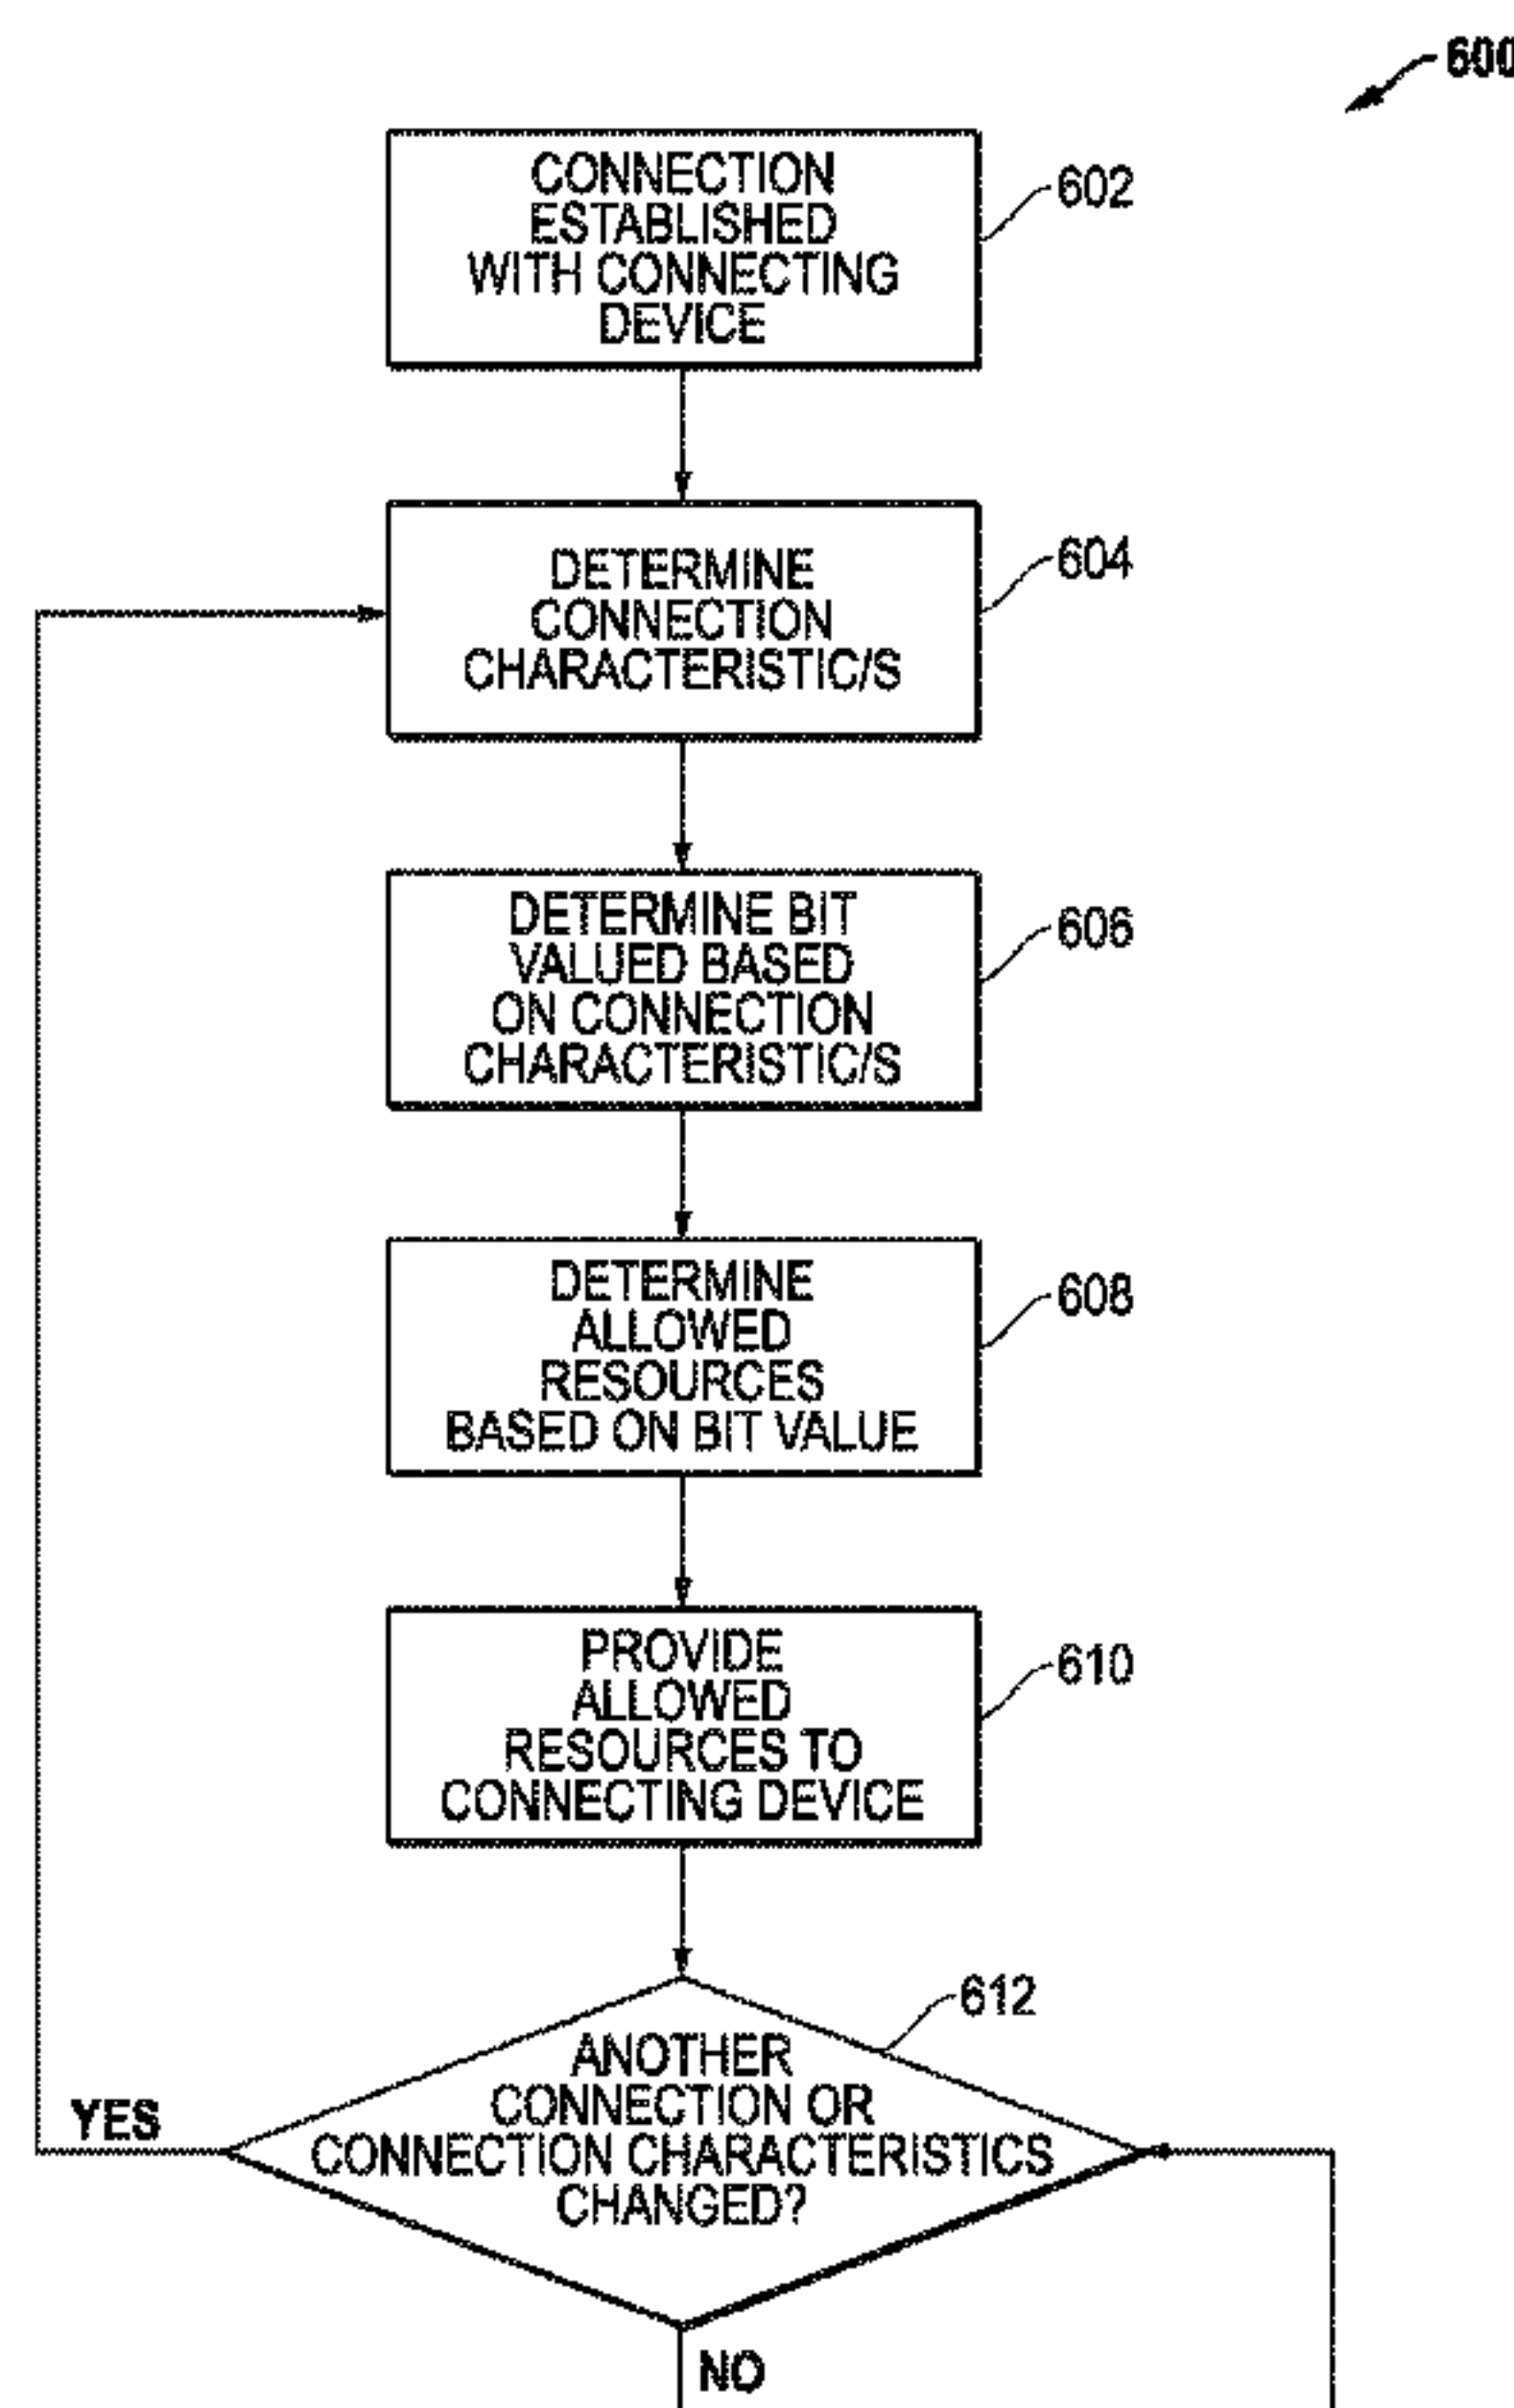 600
CONNECTION
ESTABLISHED
WITH CONNECTING
DEVICE
602
DETERMINE
CONNECTION
CHARACTERISTIC/S
604
DETERMINE BIT
VALUED BASED
ON CONNECTION
CHARACTERISTIC/S
606
DETERMINE
ALLOWED
RESOURCES
BASED ON BIT VALUE
608
PROVIDE
ALLOWED
RESOURCES TO
CONNECTING DEVICE
610
612
ANOTHER
CONNECTION OR
CONNECTION CHARACTERISTICS
CHANGED?
YES
NO